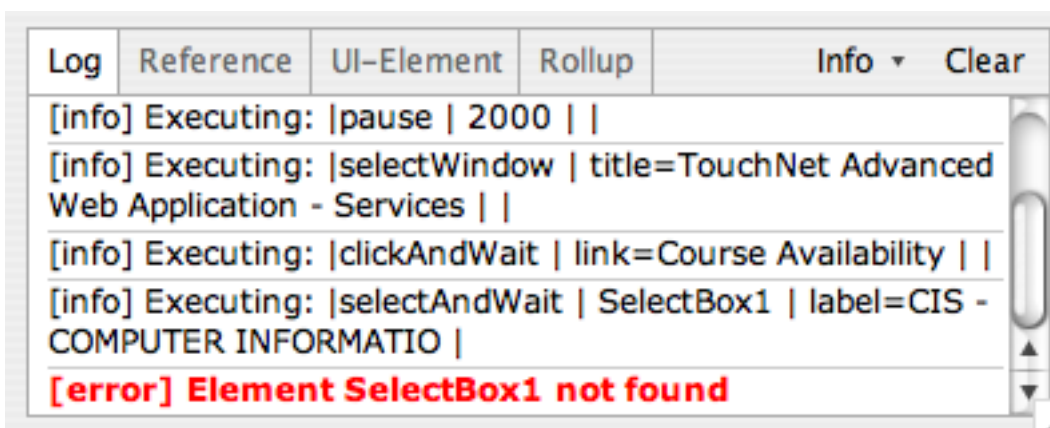 Log Reference UI-Element Rollup Info Clear
[info] Executing: |pause | 2000 | |
[info] Executing: |selectWindow | title=TouchNet Advanced
Web Application - Services | |
[info] Executing: |clickAndWait | link=Course Availability | |
[info] Executing: |selectAndWait | SelectBox1 | label=CIS -
COMPUTER INFORMATIO |
[error] Element SelectBox1 not found